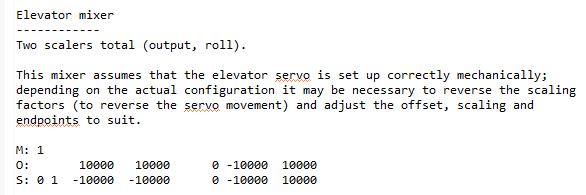 Elevator mixer
------------
Two scalers total (output, roll).

This mixer assumes that the elevator servo is set up correctly mechanically;
depending on the actual configuration it may be necessary to reverse the scaling
factors (to reverse the servo movement) and adjust the offset, scaling and
endpoints to suit.

M: 1
O:      10000  10000      0 -10000  10000
S: 0 1 -10000 -10000      0 -10000  10000